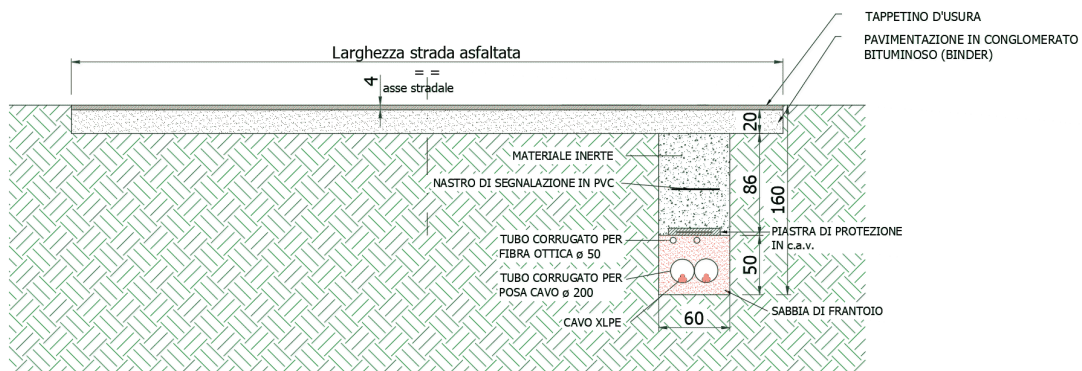 TAPPETINO D'USURA
PAVIMENTAZIONE IN CONGLOMERATO
BITUMINOSO (BINDER)
Larghezza strada asfaltata
= =
asse stradale
4
20
MATERIALE INERTE
NASTRO DI SEGNALAZIONE IN PVC
86
160
PIASTRA DI PROTEZIONE
IN c.a.v.
TUBO CORRUGATO PER
FIBRA OTTICA ø 50
50
TUBO CORRUGATO PER
POSA CAVO ø 200
SABBIA DI FRANTOIO
CAVO XLPE
60